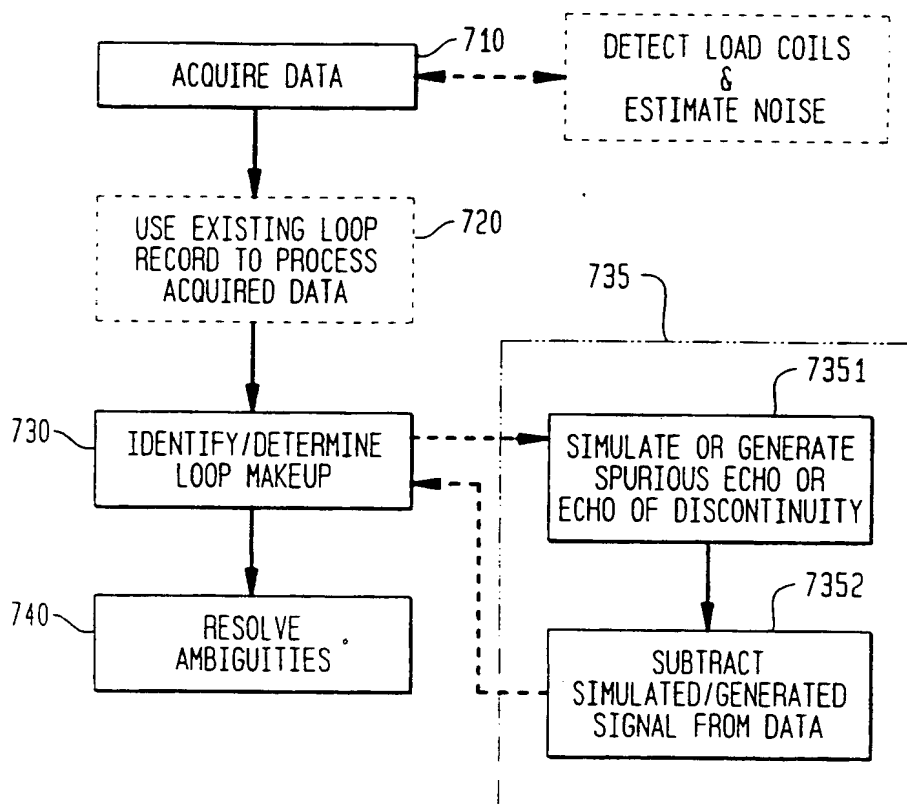 710
ACQUIRE DATA
DETECT LOAD COILS
&
ESTIMATE NOISE
720
USE EXISTING LOOP
RECORD TO PROCESS
ACQUIRED DATA
735
7351
730
IDENTIFY/DETERMINE
LOOP MAKEUP
SIMULATE OR GENERATE
SPURIOUS ECHO OR
ECHO OF DISCONTINUITY
7352
740
RESOLVE
AMBIGUITIES
SUBTRACT
SIMULATED/GENERATED
SIGNAL FROM DATA